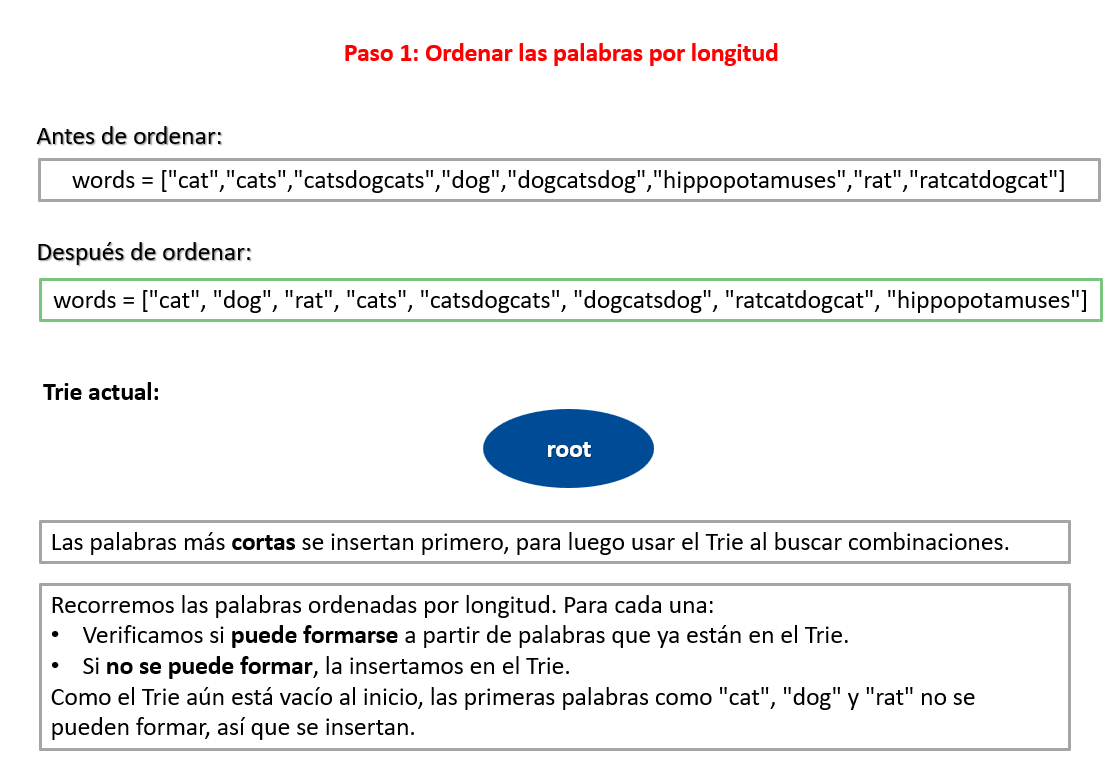 Paso 1: Ordenar las palabras por longitud
Antes de ordenar:
words = ["cat","cats","catsdogcats","dog","dogcatsdog","hippopotamuses","rat","ratcatdogcat"]
Después de ordenar:
words = ["cat", "dog", "rat", "cats", "catsdogcats", "dogcatsdog", "ratcatdogcat", "hippopotamuses"]
Trie actual:
root
Las palabras más cortas se insertan primero, para luego usar el Trie al buscar combinaciones.
Recorremos las palabras ordenadas por longitud. Para cada una:
• Verificamos si puede formarse a partir de palabras que ya están en el Trie.
• Si no se puede formar, la insertamos en el Trie.
Como el Trie aún está vacío al inicio, las primeras palabras como "cat", "dog" y "rat" no se
pueden formar, así que se insertan.